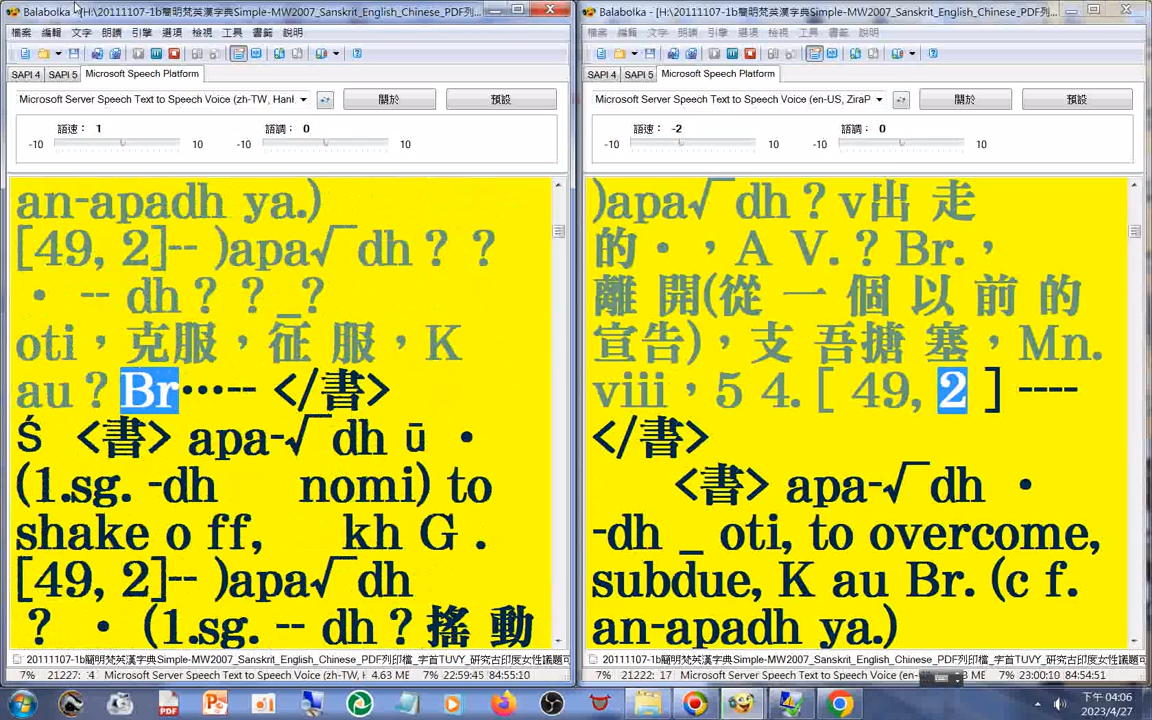 Balabolka - [H:\20111107-1b簡明梵英漢字典Simple-MW2007_Sanskrit_English_Chinese_PDF列...
檔案 編輯 文字 朗讀 引擎 選項 檢視 工具 書籤 說明
SAPI 4 SAPI 5 Microsoft Speech Platform
Microsoft Server Speech Text to Speech Voice (zh-TW, Hanl 關於 預設
語速： 1 語調： 0
-10 10 -10 10
an-apadh ya.)
[49, 2]-- )apa√ dh ? ?
• -- dh ? ?_?
oti，克服，征 服，K
au ? Br…-- </書>
Ś <書> apa-√ dh ū •
(1.sg. -dh nomi) to
shake o ff, kh G .
[49, 2]-- )apa√ dh
? • (1.sg. -- dh ? 搖 動
20111107-1b簡明梵英漢字典Simple-MW2007_Sanskrit_English_Chinese_PDF列印檔_字首TUVY_研究古印度女性議題可
7% 21227: '4 Microsoft Server Speech Text to Speech Voice (zh-TW, H 4.63 ME 7% 22:59:45 84:55:10
Balabolka - [H:\20111107-1b簡明梵英漢字典Simple-MW2007_Sanskrit_English_Chinese_PDF列印...
檔案 編輯 文字 朗讀 引擎 選項 檢視 工具 書籤 說明
SAPI 4 SAPI 5 Microsoft Speech Platform
Microsoft Server Speech Text to Speech Voice (en-US, ZiraP 關於 預設
語速： -2 語調： 0
-10 10 -10 10
)apa√ dh ? v出 走
的 • ，A V. ? Br.，
離 開(從 一 個 以 前 的
宣告)，支 吾搪 塞，Mn.
viii，5 4. [ 49, 2 ] ----
</書>
<書> apa-√ dh •
-dh _ oti, to overcome,
subdue, K au Br. (c f.
an-apadh ya.)
20111107-1b簡明梵英漢字典Simple-MW2007_Sanskrit_English_Chinese_PDF列印檔_字首TUVY_研究古印度女性議題可
7% 21222: 17 Microsoft Server Speech Text to Speech Voice (en-U 7% 23:00:10 84:54:51
下午 04:06
2023/4/27